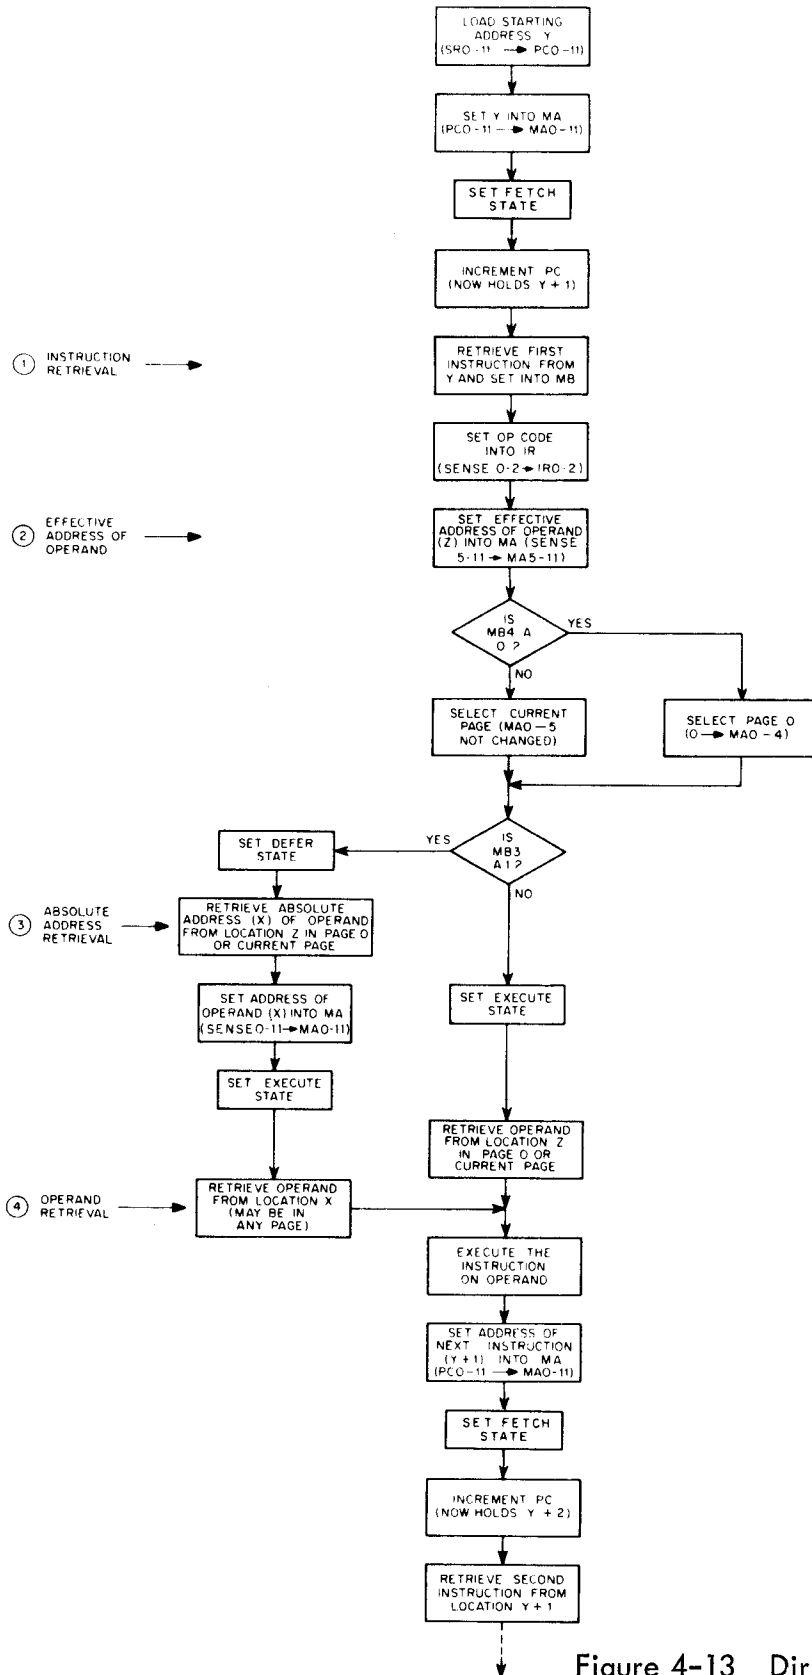 LOAD STARTING
ADDRESS Y
(SR0-11 → PC0-11)
SET Y INTO MA
(PC0-11 → MA0-11)
SET FETCH
STATE
INCREMENT PC
(NOW HOLDS Y + 1)
1 INSTRUCTION
RETRIEVAL
RETRIEVE FIRST
INSTRUCTION FROM
Y AND SET INTO MB
SET OP CODE
INTO IR
(SENSE 0-2 → IR0-2)
2 EFFECTIVE
ADDRESS OF
OPERAND
SET EFFECTIVE
ADDRESS OF OPERAND
(Z) INTO MA (SENSE
5-11 → MA5-11)
IS
MB4 A
0 ?
YES
NO
SELECT CURRENT
PAGE (MA0-5
NOT CHANGED)
SELECT PAGE 0
(0 → MA0-4)
IS
MB3
A 1 ?
YES
NO
SET DEFER
STATE
3 ABSOLUTE
ADDRESS
RETRIEVAL
RETRIEVE ABSOLUTE
ADDRESS (X) OF OPERAND
FROM LOCATION Z IN PAGE 0
OR CURRENT PAGE
SET ADDRESS OF
OPERAND (X) INTO MA
(SENSE0-11 → MA0-11)
SET EXECUTE
STATE
SET EXECUTE
STATE
RETRIEVE OPERAND
FROM LOCATION Z
IN PAGE 0 OR
CURRENT PAGE
4 OPERAND
RETRIEVAL
RETRIEVE OPERAND
FROM LOCATION X
(MAY BE IN
ANY PAGE)
EXECUTE THE
INSTRUCTION
ON OPERAND
SET ADDRESS OF
NEXT INSTRUCTION
(Y+1) INTO MA
(PC0-11 → MA0-11)
SET FETCH
STATE
INCREMENT PC
(NOW HOLDS Y + 2)
RETRIEVE SECOND
INSTRUCTION FROM
LOCATION Y + 1
Figure 4-13 Dir